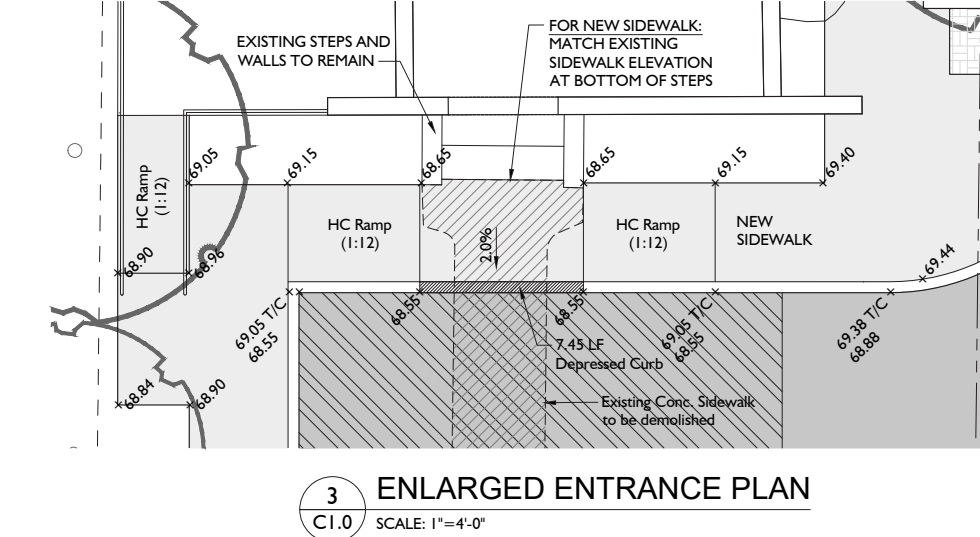 EXISTING STEPS AND
WALLS TO REMAIN
FOR NEW SIDEWALK:
MATCH EXISTING
SIDEWALK ELEVATION
AT BOTTOM OF STEPS
69.05
69.15
68.65
68.65
69.15
69.40
HC Ramp
(1:12)
HC Ramp
(1:12)
2.0%
HC Ramp
(1:12)
NEW
SIDEWALK
68.90
68.96
69.44
69.05 T/C
68.55
68.55
68.55
69.05 T/C
68.55
69.38 T/C
68.88
7.45 LF
Depressed Curb
68.84
68.90
Existing Conc. Sidewalk
to be demolished
3
C1.0
ENLARGED ENTRANCE PLAN
SCALE: 1"=4'-0"